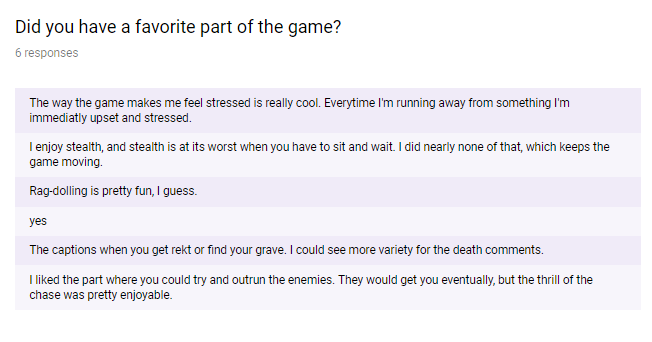 Did you have a favorite part of the game?
6 responses
The way the game makes me feel stressed is really cool. Everytime I'm running away from something I'm
immediatly upset and stressed.
I enjoy stealth, and stealth is at its worst when you have to sit and wait. I did nearly none of that, which keeps the
game moving.
Rag-dolling is pretty fun, I guess.
yes
The captions when you get rekt or find your grave. I could see more variety for the death comments.
I liked the part where you could try and outrun the enemies. They would get you eventually, but the thrill of the
chase was pretty enjoyable.